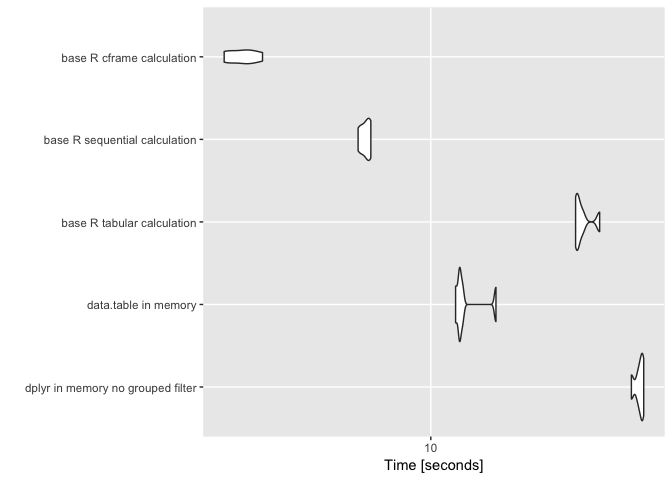 base R cframe calculation
base R sequential calculation
base R tabular calculation
data.table in memory
dplyr in memory no grouped filter
10
Time [seconds]